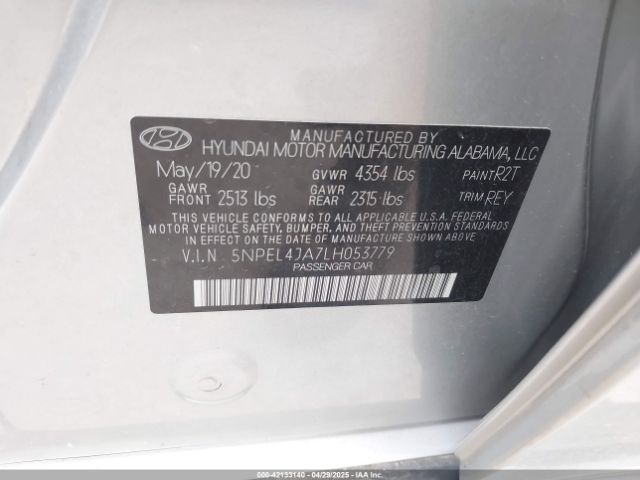 MANUFACTURED BY
HYUNDAI MOTOR MANUFACTURING ALABAMA, LLC
May/19/20 GVWR 4354 lbs PAINT R2T
GAWR FRONT 2513 lbs GAWR REAR 2315 lbs TRIM REY
THIS VEHICLE CONFORMS TO ALL APPLICABLE U.S.A. FEDERAL
MOTOR VEHICLE SAFETY, BUMPER, AND THEFT PREVENTION STANDARDS
IN EFFECT ON THE DATE OF MANUFACTURE SHOWN ABOVE.
V.I.N. 5NPEL4JA7LH053779
PASSENGER CAR
000-42133140 - 04/29/2025 - IAA Inc.